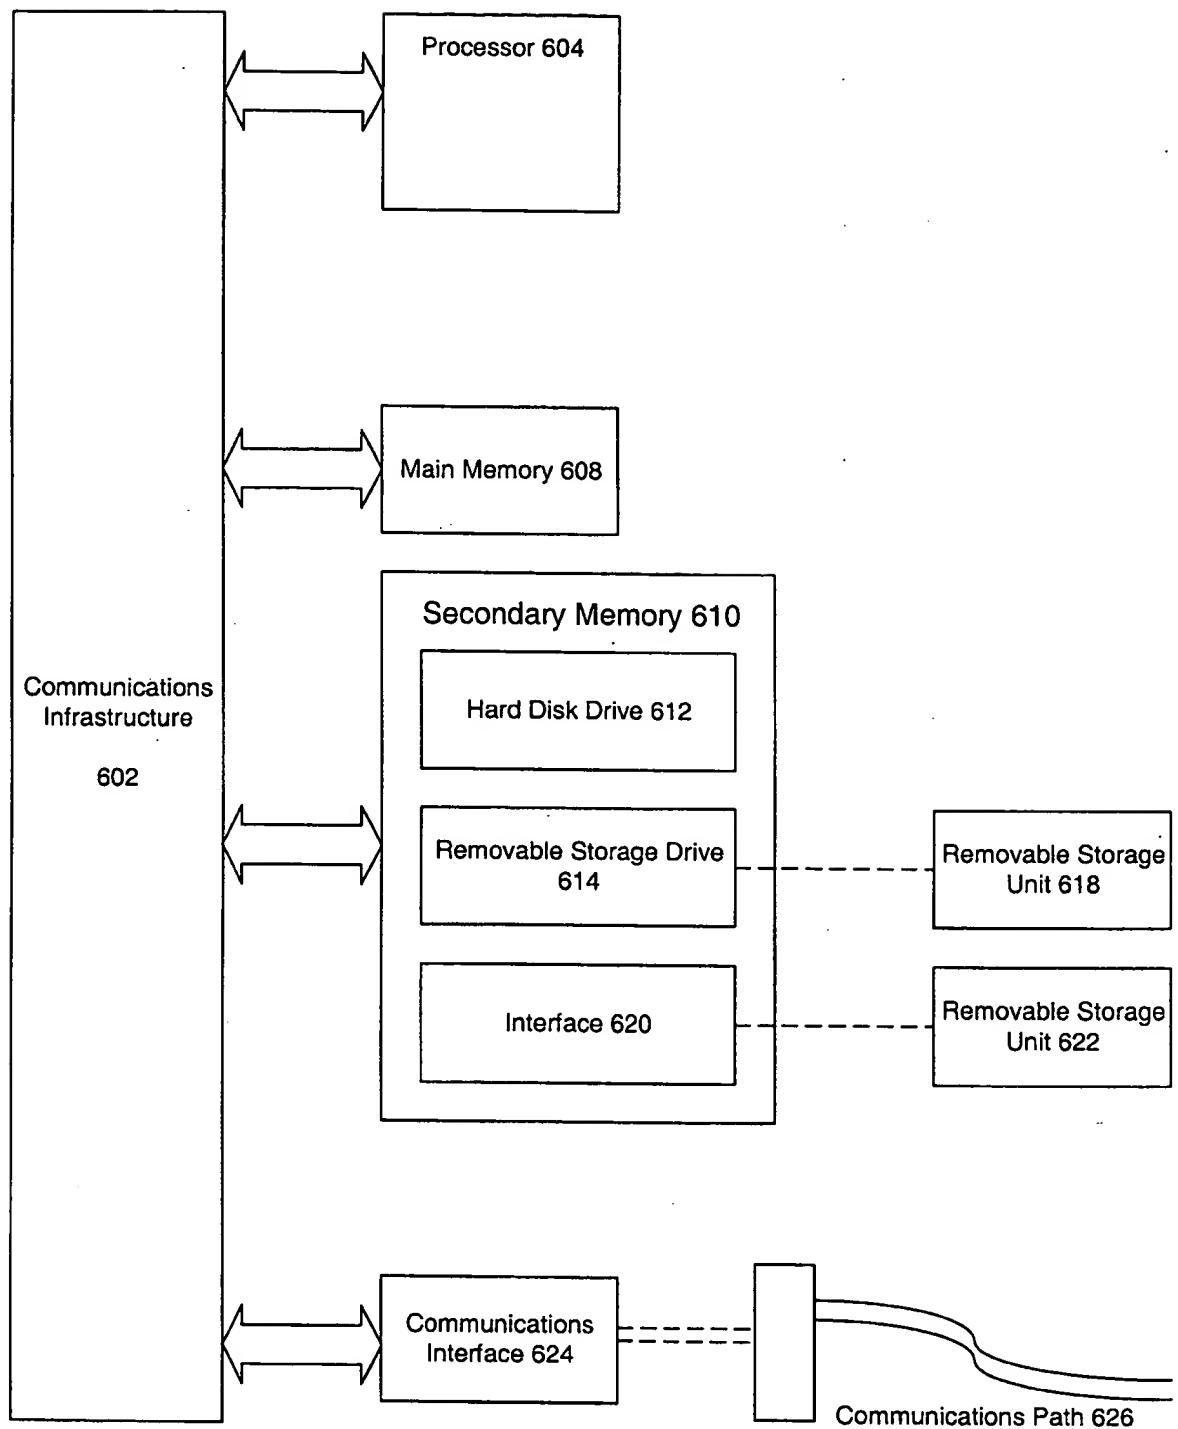 Processor 604
Main Memory 608
Secondary Memory 610
Hard Disk Drive 612
Communications
Infrastructure
602
Removable Storage Drive
614
Removable Storage
Unit 618
Interface 620
Removable Storage
Unit 622
Communications
Interface 624
Communications Path 626